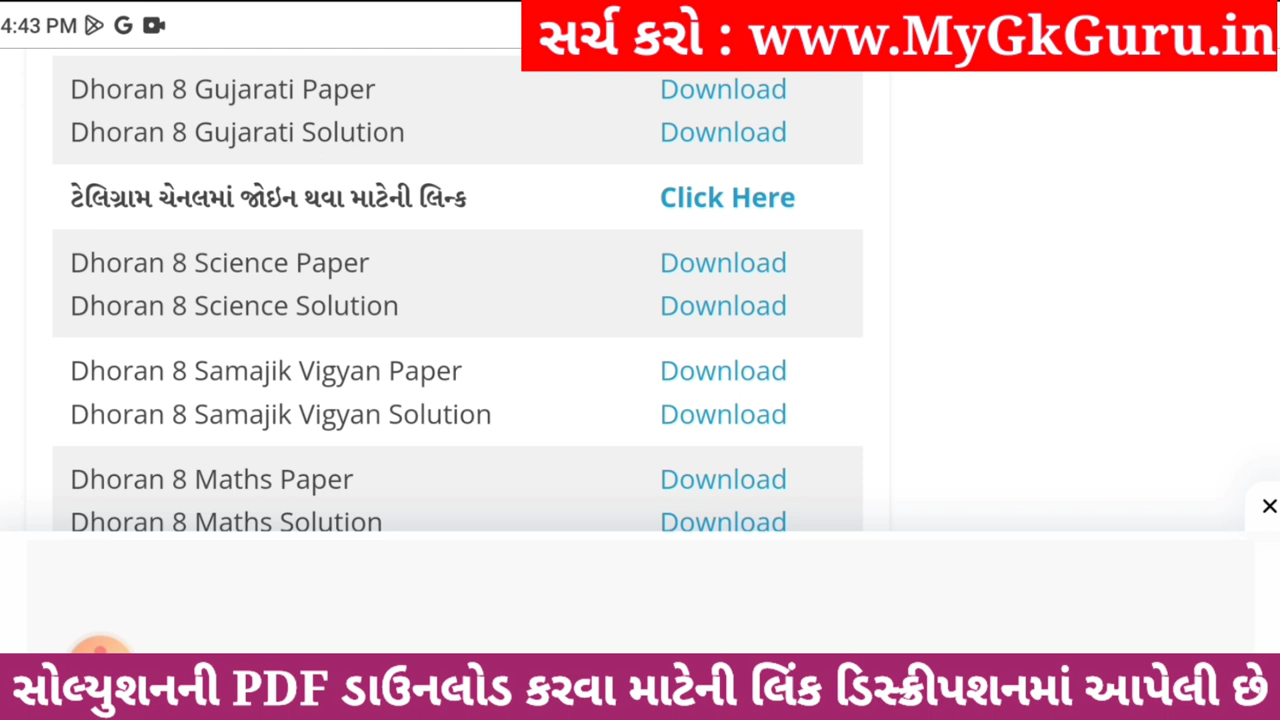 4:43 PM
સર્ચ કરો : www.MyGkGuru.in
Dhoran 8 Gujarati Paper Download
Dhoran 8 Gujarati Solution Download
ટેલિગ્રામ ચેનલમાં જોઇન થવા માટેની લિન્ક Click Here
Dhoran 8 Science Paper Download
Dhoran 8 Science Solution Download
Dhoran 8 Samajik Vigyan Paper Download
Dhoran 8 Samajik Vigyan Solution Download
Dhoran 8 Maths Paper Download
Dhoran 8 Maths Solution Download
સોલ્યુશનની PDF ડાઉનલોડ કરવા માટેની લિંક ડિસ્ક્રીપશનમાં આપેલી છે